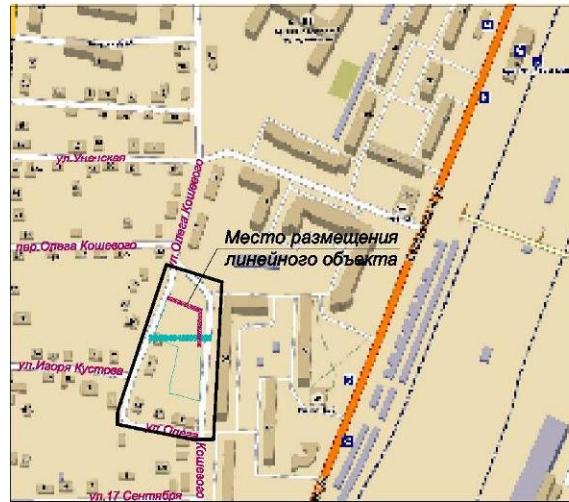 ул.Унечская
ул.Олега Кошевого
пер.Олега Кошевого
Место размещения
линейного объекта
ул.Игоря Кустова
ул.Олега
Кошевого
ул.17 Сентября